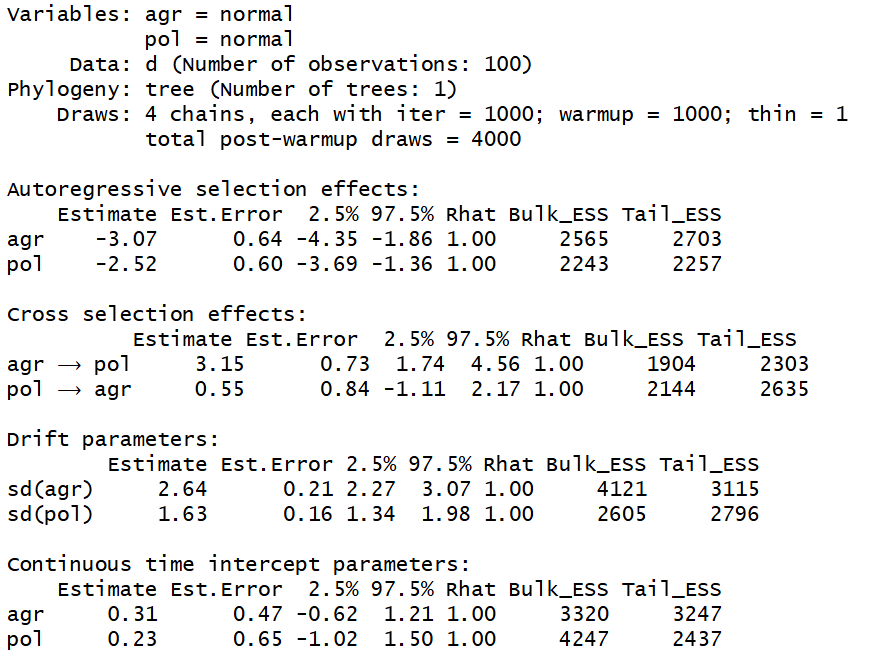 Variables: agr = normal
pol = normal
Data: d (Number of observations: 100)
Phylogeny: tree (Number of trees: 1)
Draws: 4 chains, each with iter = 1000; warmup = 1000; thin = 1
total post-warmup draws = 4000
Autoregressive selection effects:
Estimate Est.Error 2.5% 97.5% Rhat Bulk_ESS Tail_ESS
agr -3.07 0.64 -4.35 -1.86 1.00 2565 2703
pol -2.52 0.60 -3.69 -1.36 1.00 2243 2257
Cross selection effects:
Estimate Est.Error 2.5% 97.5% Rhat Bulk_ESS Tail_ESS
agr ⟶ pol 3.15 0.73 1.74 4.56 1.00 1904 2303
pol ⟶ agr 0.55 0.84 -1.11 2.17 1.00 2144 2635
Drift parameters:
Estimate Est.Error 2.5% 97.5% Rhat Bulk_ESS Tail_ESS
sd(agr) 2.64 0.21 2.27 3.07 1.00 4121 3115
sd(pol) 1.63 0.16 1.34 1.98 1.00 2605 2796
Continuous time intercept parameters:
Estimate Est.Error 2.5% 97.5% Rhat Bulk_ESS Tail_ESS
agr 0.31 0.47 -0.62 1.21 1.00 3320 3247
pol 0.23 0.65 -1.02 1.50 1.00 4247 2437